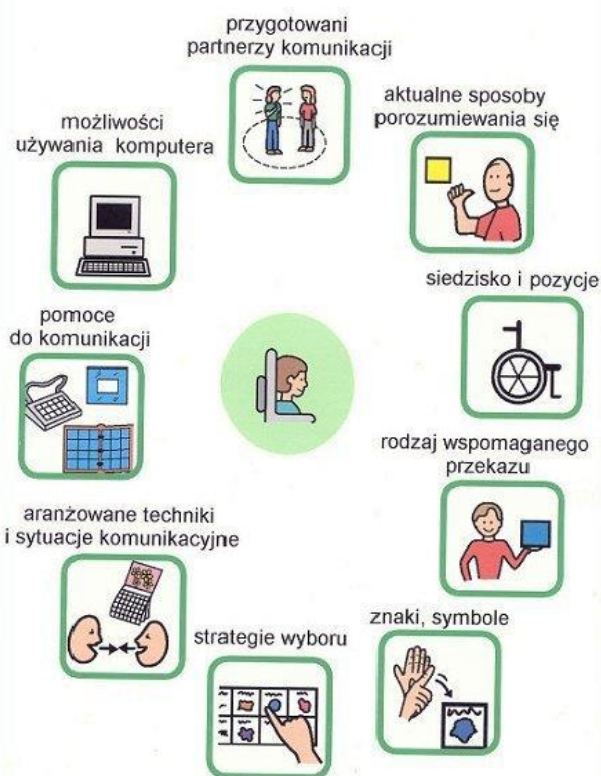 przygotowani
partnerzy komunikacji
aktualne sposoby
porozumiewania się
możliwości
używania komputera
siedzisko i pozycje
pomoce
do komunikacji
rodzaj wspomaganego
przekazu
aranżowane techniki
i sytuacje komunikacyjne
znaki, symbole
strategie wyboru